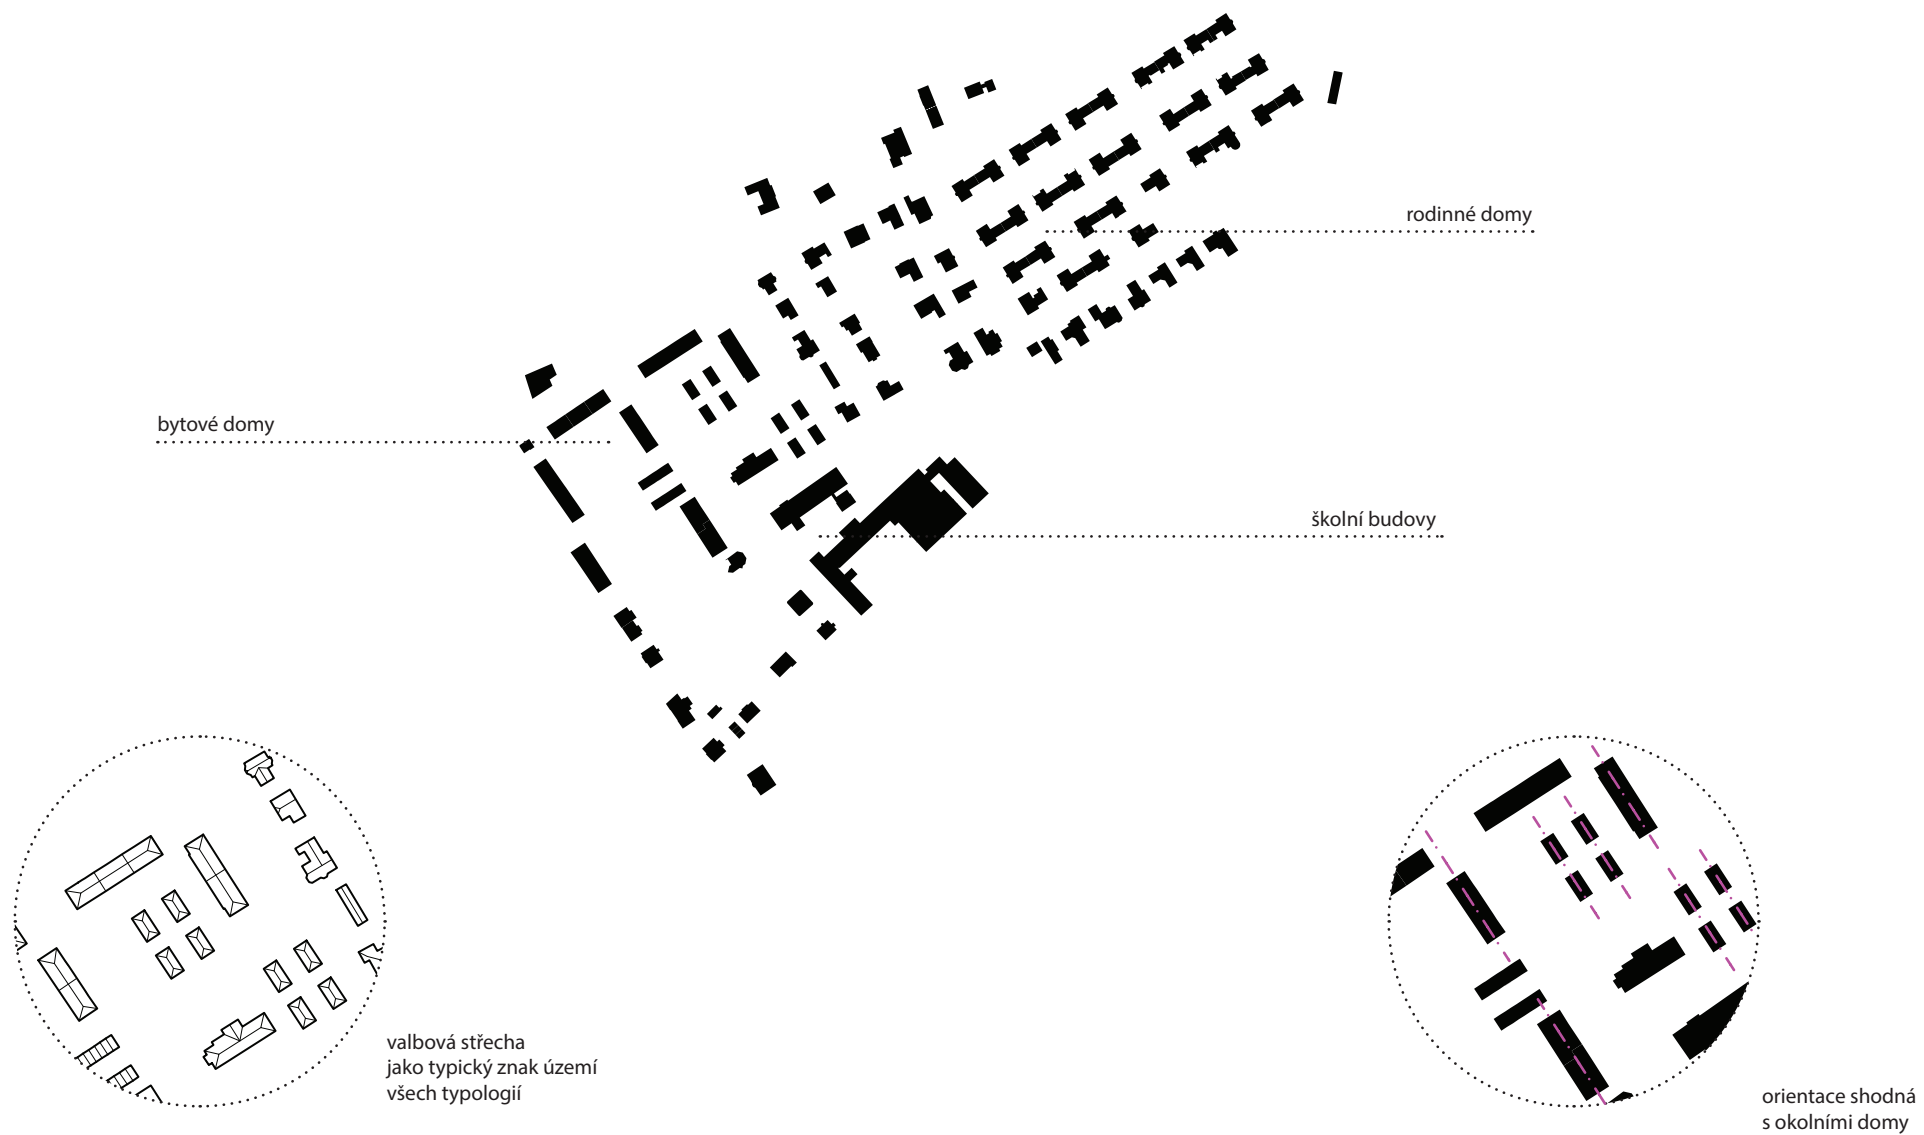 rodinné domy
bytové domy
školní budovy
valbová střecha
jako typický znak území
všech typologií
orientace shodná
s okolními domy